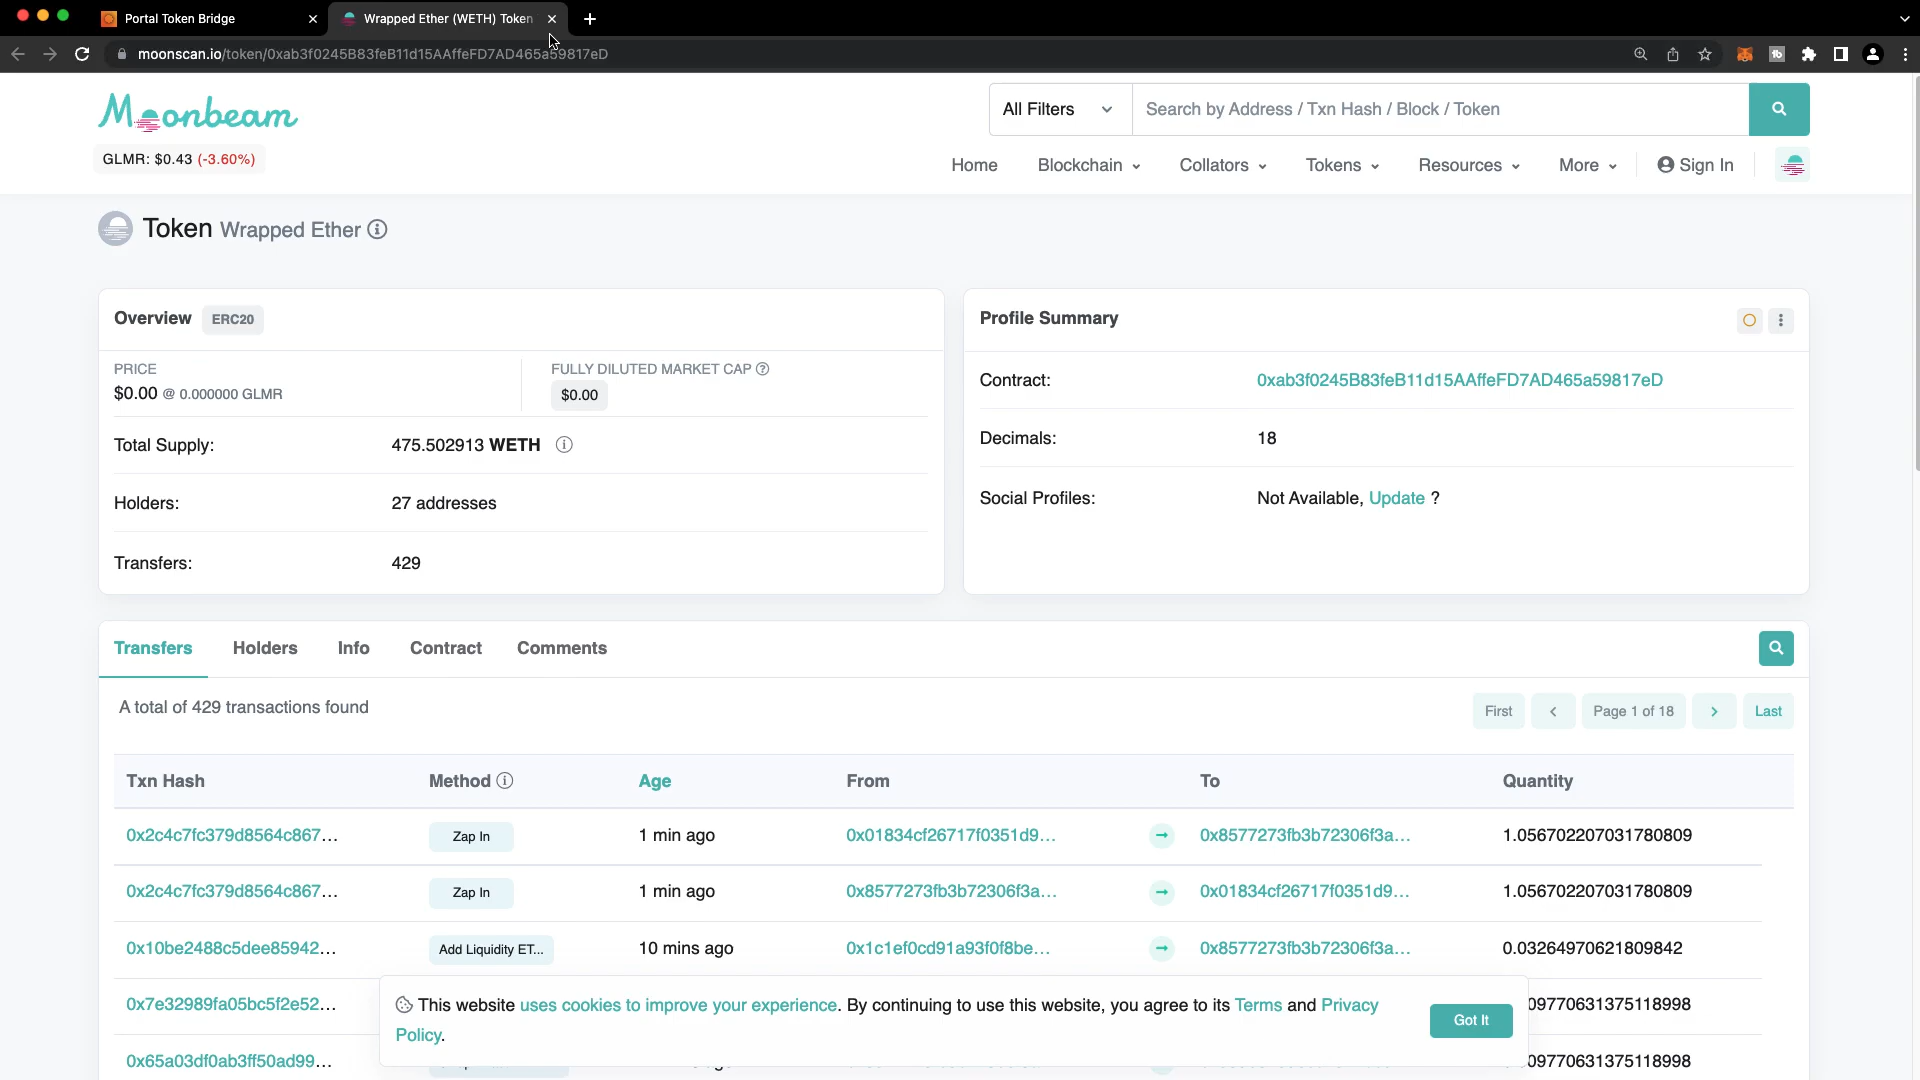 Portal Token Bridge
Wrapped Ether (WETH) Token
moonscan.io/token/0xab3f0245B83feB11d15AAffeFD7AD465a59817eD
Moonbeam
All Filters
Search by Address / Txn Hash / Block / Token
GLMR: $0.43 (-3.60%)
Home Blockchain Collators Tokens Resources More Sign In
Token Wrapped Ether
Overview ERC20
PRICE
$0.00 @ 0.000000 GLMR
FULLY DILUTED MARKET CAP
$0.00
Total Supply: 475.502913 WETH
Holders: 27 addresses
Transfers: 429
Profile Summary
Contract: 0xab3f0245B83feB11d15AAffeFD7AD465a59817eD
Decimals: 18
Social Profiles: Not Available, Update ?
Transfers Holders Info Contract Comments
A total of 429 transactions found
First Page 1 of 18 Last
Txn Hash Method Age From To Quantity
0x2c4c7fc379d8564c867... Zap In 1 min ago 0x01834cf26717f0351d9... 0x8577273fb3b72306f3a... 1.056702207031780809
0x2c4c7fc379d8564c867... Zap In 1 min ago 0x8577273fb3b72306f3a... 0x01834cf26717f0351d9... 1.056702207031780809
0x10be2488c5dee85942... Add Liquidity ET... 10 mins ago 0x1c1ef0cd91a93f0f8be... 0x8577273fb3b72306f3a... 0.03264970621809842
0x7e32989fa05bc5f2e52... 09770631375118998
This website uses cookies to improve your experience. By continuing to use this website, you agree to its Terms and Privacy
Policy.
Got It
0x65a03df0ab3ff50ad99... 09770631375118998